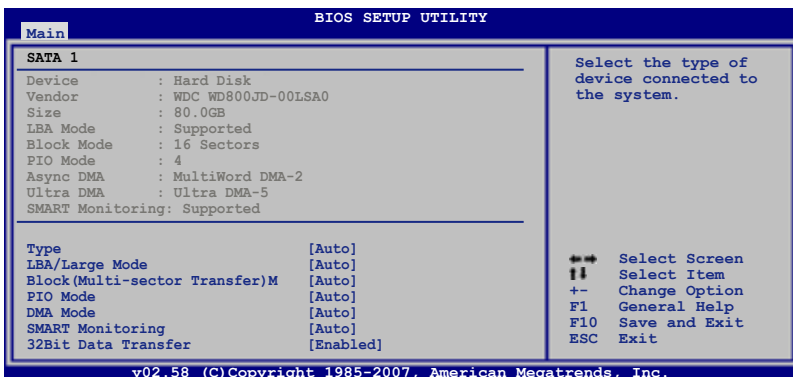 BIOS SETUP UTILITY
Main
SATA 1
Device : Hard Disk
Vendor : WDC WD800JD-00LSA0
Size : 80.0GB
LBA Mode : Supported
Block Mode : 16 Sectors
PIO Mode : 4
Async DMA : MultiWord DMA-2
Ultra DMA : Ultra DMA-5
SMART Monitoring: Supported
Type [Auto]
LBA/Large Mode [Auto]
Block(Multi-sector Transfer)M [Auto]
PIO Mode [Auto]
DMA Mode [Auto]
SMART Monitoring [Auto]
32Bit Data Transfer [Enabled]
Select the type of
device connected to
the system.
←→ Select Screen
↑↓ Select Item
+- Change Option
F1 General Help
F10 Save and Exit
ESC Exit
v02.58 (C)Copyright 1985-2007, American Megatrends, Inc.